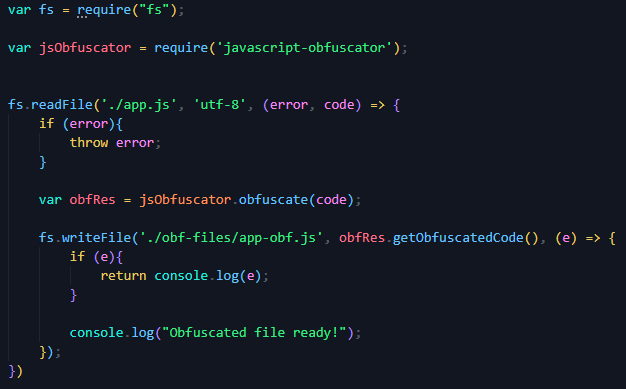 var fs = require("fs");
var jsObfuscator = require('javascript-obfuscator');
fs.readFile('./app.js', 'utf-8', (error, code) => {
if (error){
throw error;
}
var obfRes = jsObfuscator.obfuscate(code);
fs.writeFile('./obf-files/app-obf.js', obfRes.getObfuscatedCode(), (e) => {
if (e){
return console.log(e);
}
console.log("Obfuscated file ready!");
});
})